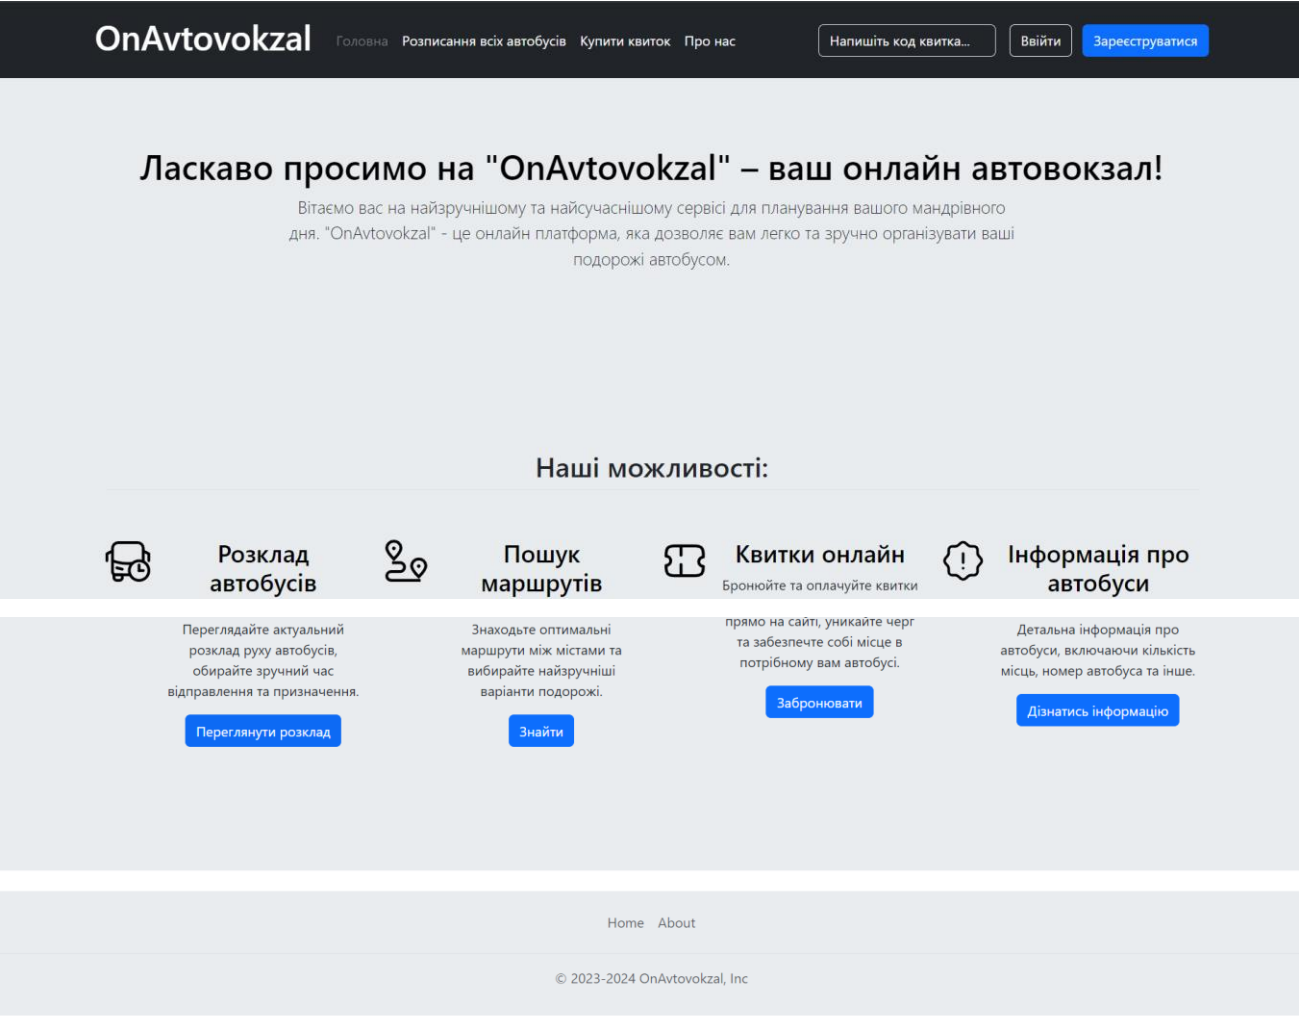 OnAvtovokzal Головна Розписання всіх автобусів Купити квиток Про нас Напишіть код квитка... Ввійти Зареєструватися
Ласкаво просимо на "OnAvtovokzal" – ваш онлайн автовокзал!
Вітаємо вас на найзручнішому та найсучаснішому сервісі для планування вашого мандрівного
дня. "OnAvtovokzal" - це онлайн платформа, яка дозволяє вам легко та зручно організувати ваші
подорожі автобусом.
Наші можливості:
Розклад
автобусів
Переглядайте актуальний
розклад руху автобусів,
обирайте зручний час
відправлення та призначення.
Переглянути розклад
Пошук
маршрутів
Знаходьте оптимальні
маршрути між містами та
вибирайте найзручніші
варіанти подорожі.
Знайти
Квитки онлайн
Бронюйте та оплачуйте квитки
прямо на сайті, уникайте черг
та забезпечте собі місце в
потрібному вам автобусі.
Забронювати
Інформація про
автобуси
Детальна інформація про
автобуси, включаючи кількість
місць, номер автобуса та інше.
Дізнатись інформацію
Home About
© 2023-2024 OnAvtovokzal, Inc